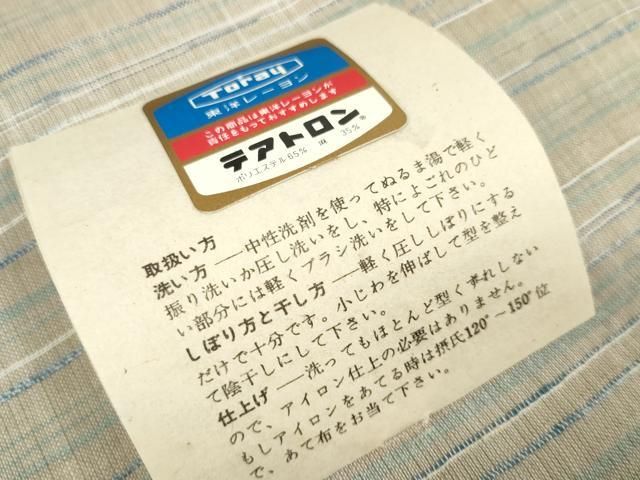 Toray
東洋レーヨン
この商品は東洋レーヨンが
責任をもっておすすめします
テアトロン
ポリエステル 65% 麻 35%®
取扱い方
洗い方——中性洗剤を使ってぬるま湯で軽く
振り洗いか圧し洗いをし、特によごれのひど
い部分には軽くブラシ洗いをして下さい。
しぼり方と干し方——軽く圧ししぼりにする
だけで十分です。小じわを伸ばして型を整え
て陰干しにして下さい。
仕上げ——洗ってもほとんど型くずれしない
ので、アイロン仕上の必要はありません。
もしアイロンをあてる時は摂氏120°～150°位
で、あて布をお当て下さい。